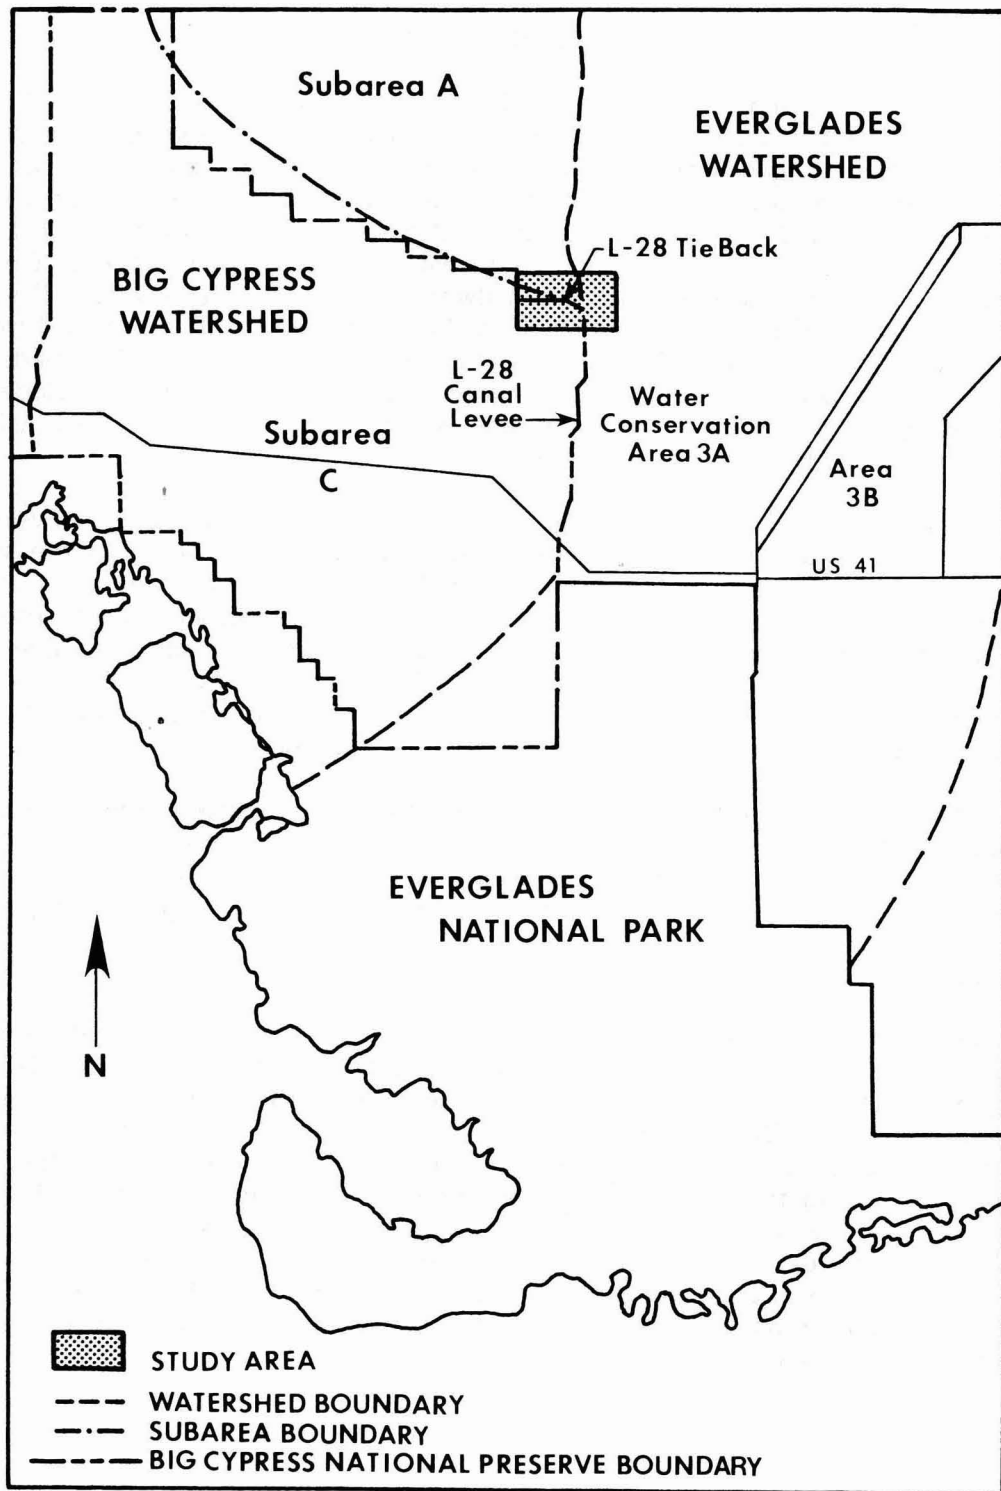 Subarea A
EVERGLADES
WATERSHED
L-28 Tie Back
BIG CYPRESS
WATERSHED
L-28
Canal
Levee
Water
Conservation
Area 3A
Subarea
C
Area
3B
US 41
EVERGLADES
NATIONAL PARK
N
STUDY AREA
WATERSHED BOUNDARY
SUBAREA BOUNDARY
BIG CYPRESS NATIONAL PRESERVE BOUNDARY